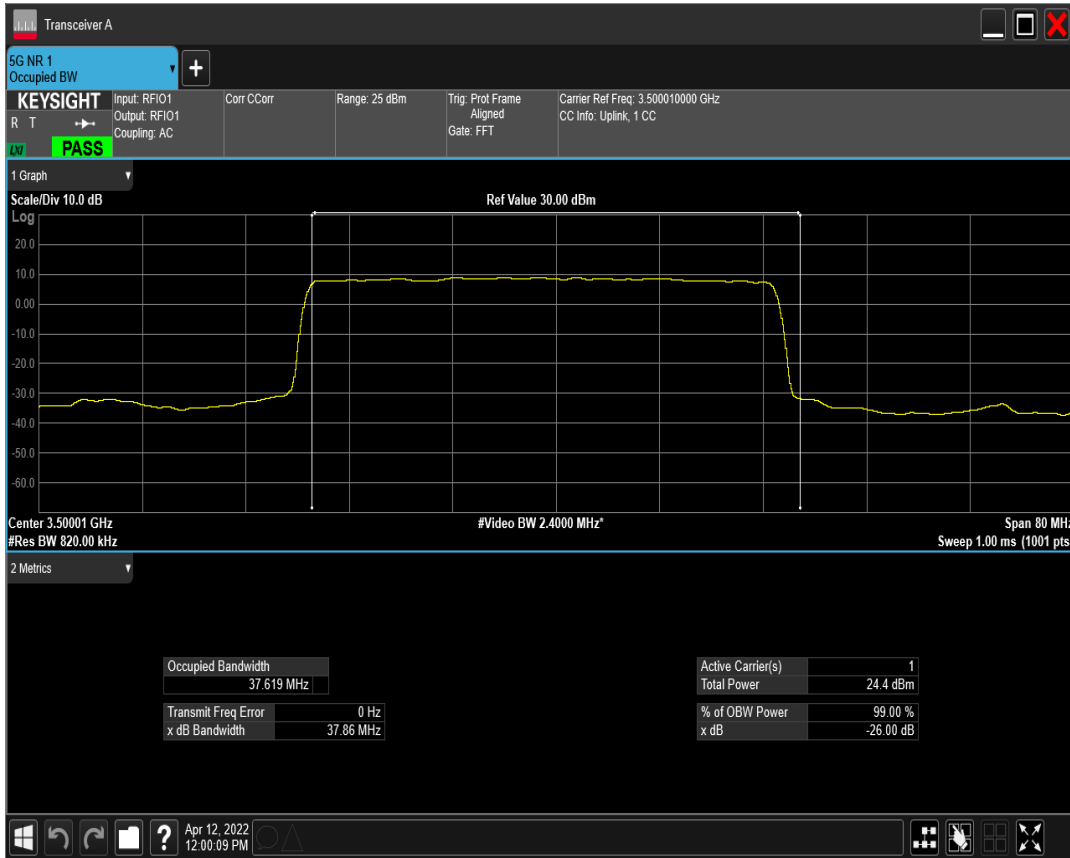 Transceiver A
5G NR 1
Occupied BW
KEYSIGHT
R T
LXI
PASS
Input: RFIO1
Output: RFIO1
Coupling: AC
Corr CCorr
Range: 25 dBm
Trig: Prot Frame
Aligned
Gate: FFT
Carrier Ref Freq: 3.500010000 GHz
CC Info: Uplink, 1 CC
1 Graph
Scale/Div 10.0 dB
Ref Value 30.00 dBm
Log
20.0
10.0
0.00
-10.0
-20.0
-30.0
-40.0
-50.0
-60.0
Center 3.50001 GHz
#Video BW 2.4000 MHz*
Span 80 MHz
#Res BW 820.00 kHz
Sweep 1.00 ms (1001 pts
2 Metrics
Occupied Bandwidth
37.619 MHz
Transmit Freq Error 0 Hz
x dB Bandwidth 37.86 MHz
Active Carrier(s) 1
Total Power 24.4 dBm
% of OBW Power 99.00 %
x dB -26.00 dB
?
Apr 12, 2022
12:00:09 PM